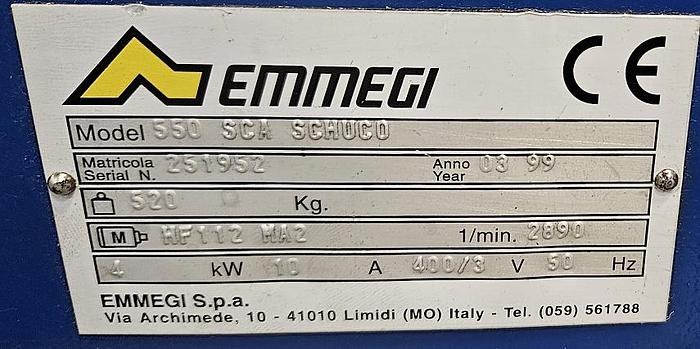 EMMEGI CE
Model 550 SCA SCHUCO
Matricola
Serial N. 251952 Anno
Year 03 99
520 Kg.
M HF112 MA2 1/min. 2890
4 kW 10 A 400/3 V 50 Hz
EMMEGI S.p.a.
Via Archimede, 10 - 41010 Limidi (MO) Italy - Tel. (059) 561788